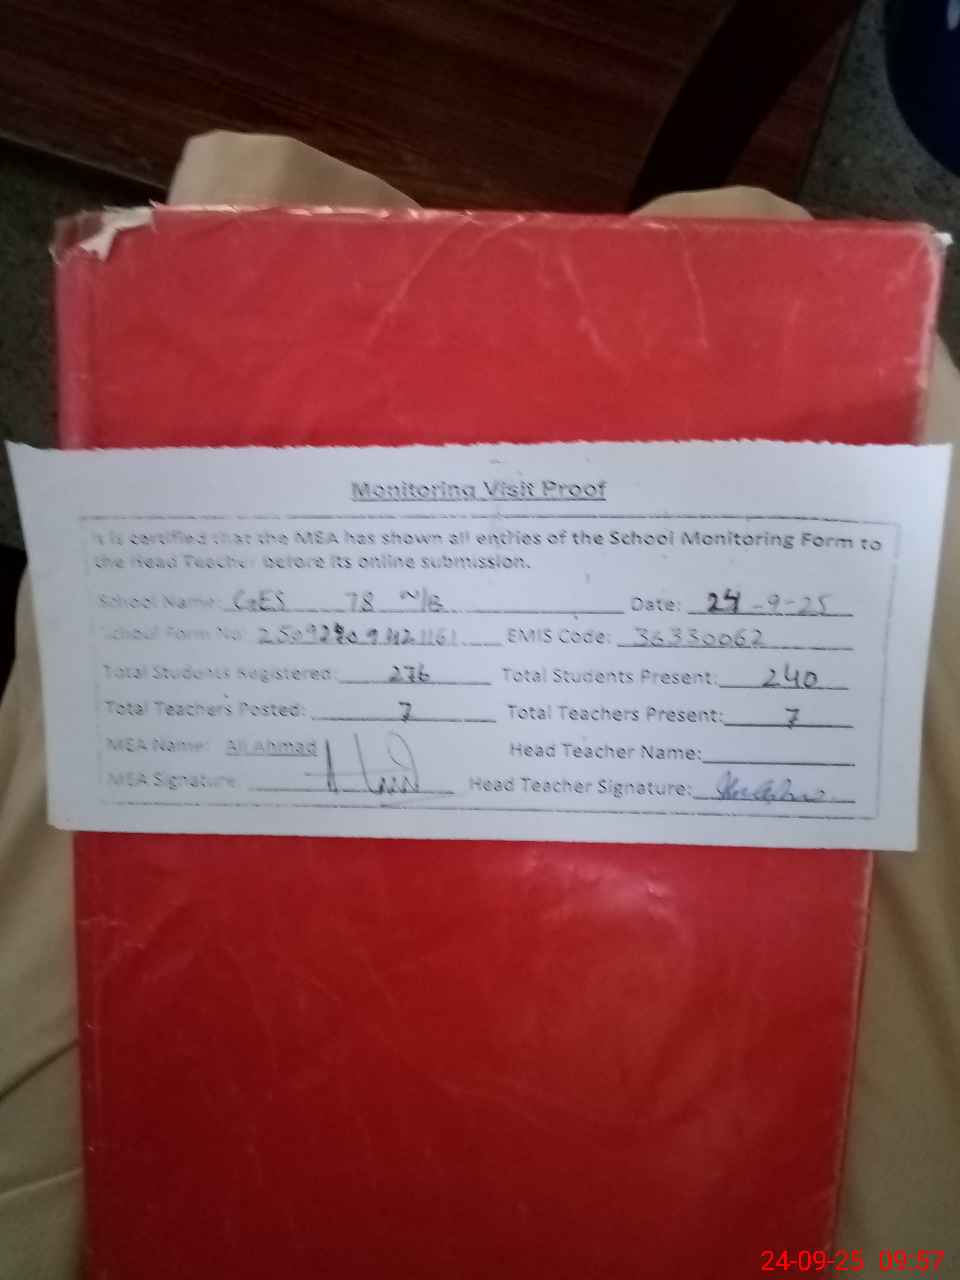 Monitoring Visit Proof
It is certified that the MEA has shown all entries of the School Monitoring Form to
the Head Teacher before its online submission.
School Name: GES 78 N/B Date: 24-9-25
School Form No: EMIS Code: 36330062
Total Students Registered: 276 Total Students Present: 240
Total Teachers Posted: 7 Total Teachers Present: 7
MEA Name: Ali Ahmad Head Teacher Name:
MEA Signature: Head Teacher Signature:
24-09-25 09:57